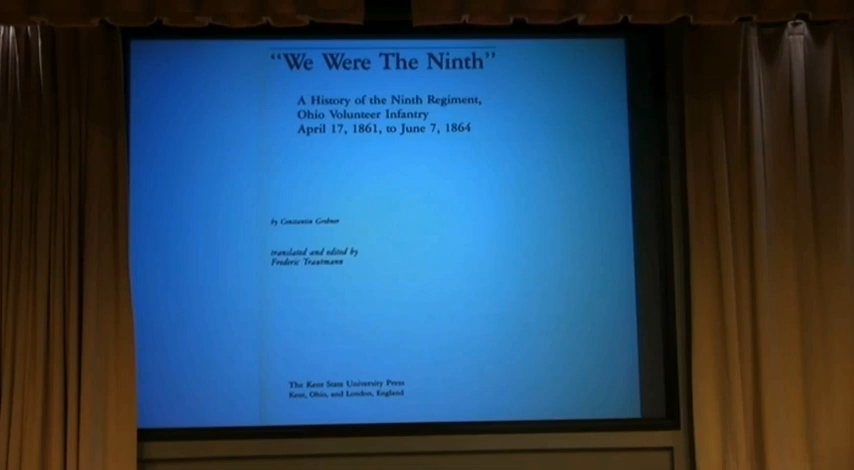 "We Were The Ninth"
A History of the Ninth Regiment,
Ohio Volunteer Infantry
April 17, 1861, to June 7, 1864
by Constantin Grebner
translated and edited by
Frederic Trautmann
The Kent State University Press
Kent, Ohio, and London, England